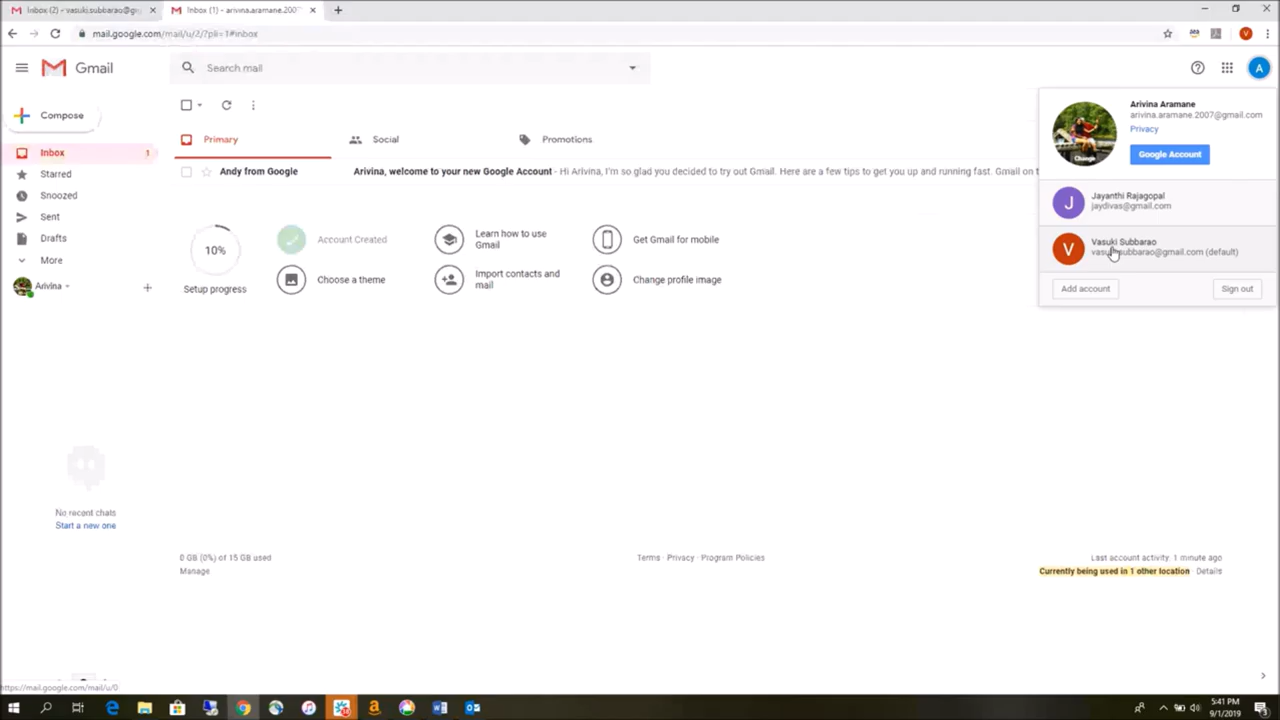 Inbox (2) - vasuki.subbarao@g
Inbox (1) - arivina.aramane.200
mail.google.com/mail/u/2/?pli=1#inbox
V
Gmail
Search mail
A
Compose
Primary
Social
Promotions
Inbox
1
Starred
Snoozed
Sent
Drafts
More
Arivina
Andy from Google
Arivina, welcome to your new Google Account - Hi Arivina, I'm so glad you decided to try out Gmail. Here are a few tips to get you up and running fast. Gmail on
10%
Setup progress
Account Created
Learn how to use
Gmail
Get Gmail for mobile
Choose a theme
Import contacts and
mail
Change profile image
Arivina Aramane
arivina.aramane.2007@gmail.com
Privacy
Change
Google Account
J
Jayanthi Rajagopal
jaydivas@gmail.com
V
Vasuki Subbarao
subbarao@gmail.com (default)
Add account
Sign out
No recent chats
Start a new one
0 GB (0%) of 15 GB used
Manage
Terms · Privacy · Program Policies
Last account activity: 1 minute ago
Currently being used in 1 other location · Details
https://mail.google.com/mail/u/0
5:41 PM
9/1/2019